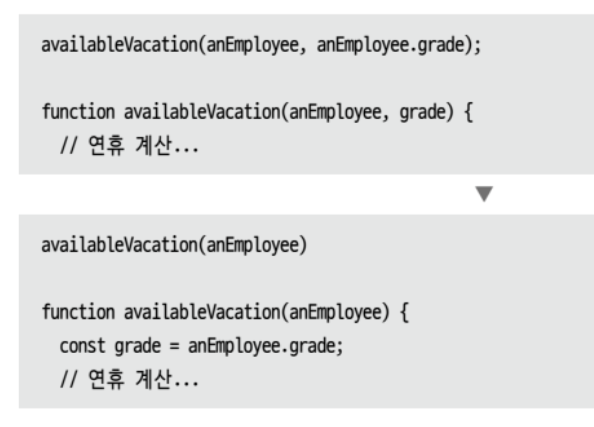 availableVacation(anEmployee, anEmployee.grade);
function availableVacation(anEmployee, grade) {
// 연휴 계산...
availableVacation(anEmployee)
function availableVacation(anEmployee) {
const grade = anEmployee.grade;
// 연휴 계산...